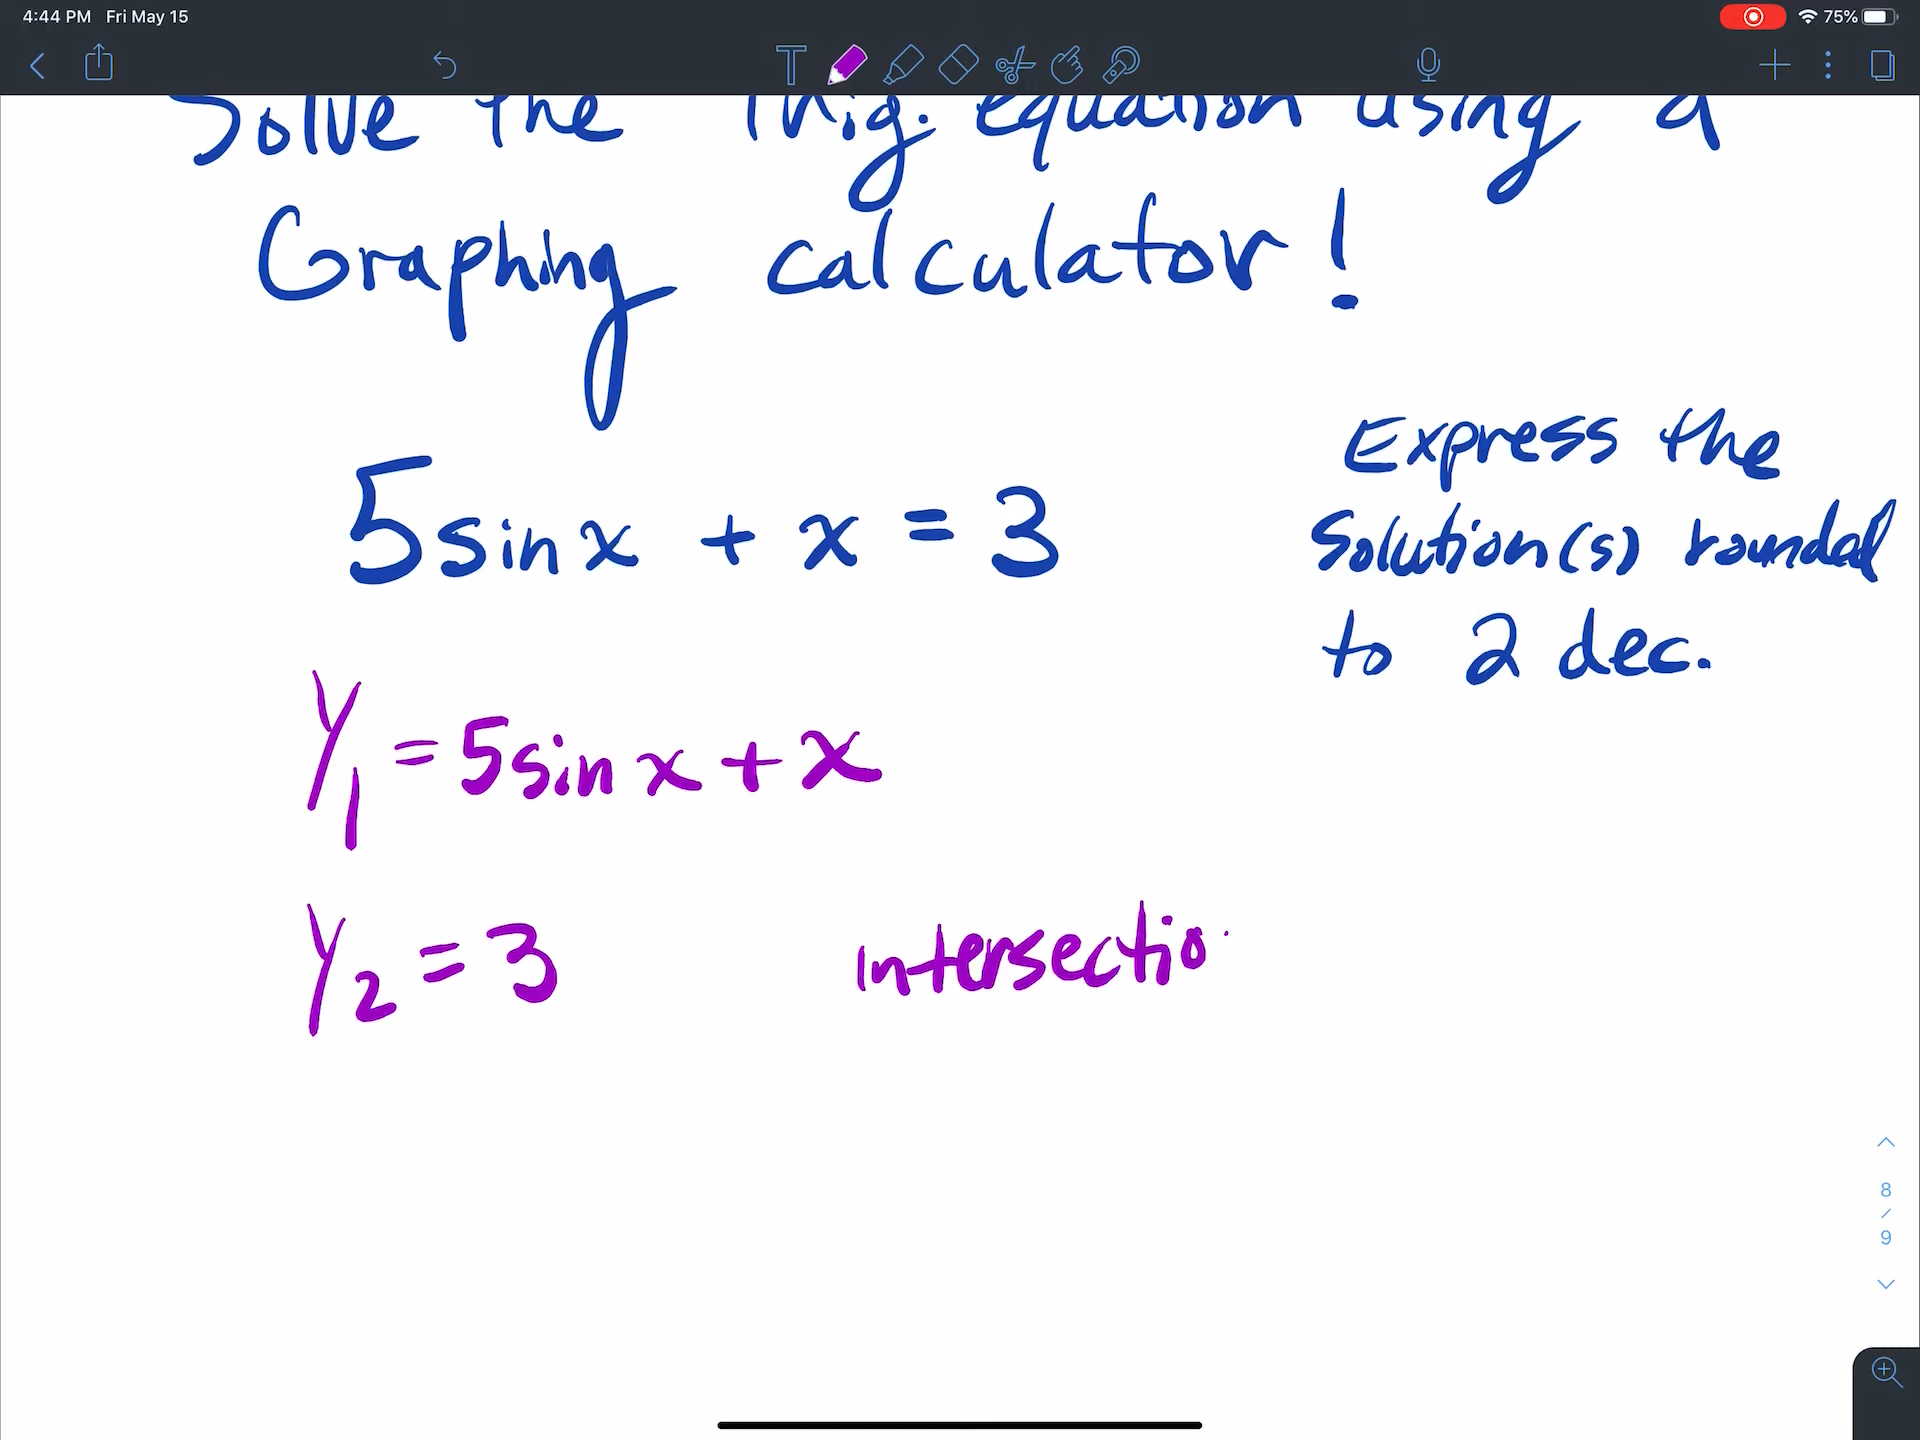 4:44 PM Fri May 15
75%
Solve the Trig. equation using a
Graphing calculator!
5sinx + x = 3
Express the
Solution(s) rounded
to 2 dec.
Y1 = 5sinx + x
Y2 = 3
intersectio
8
/
9